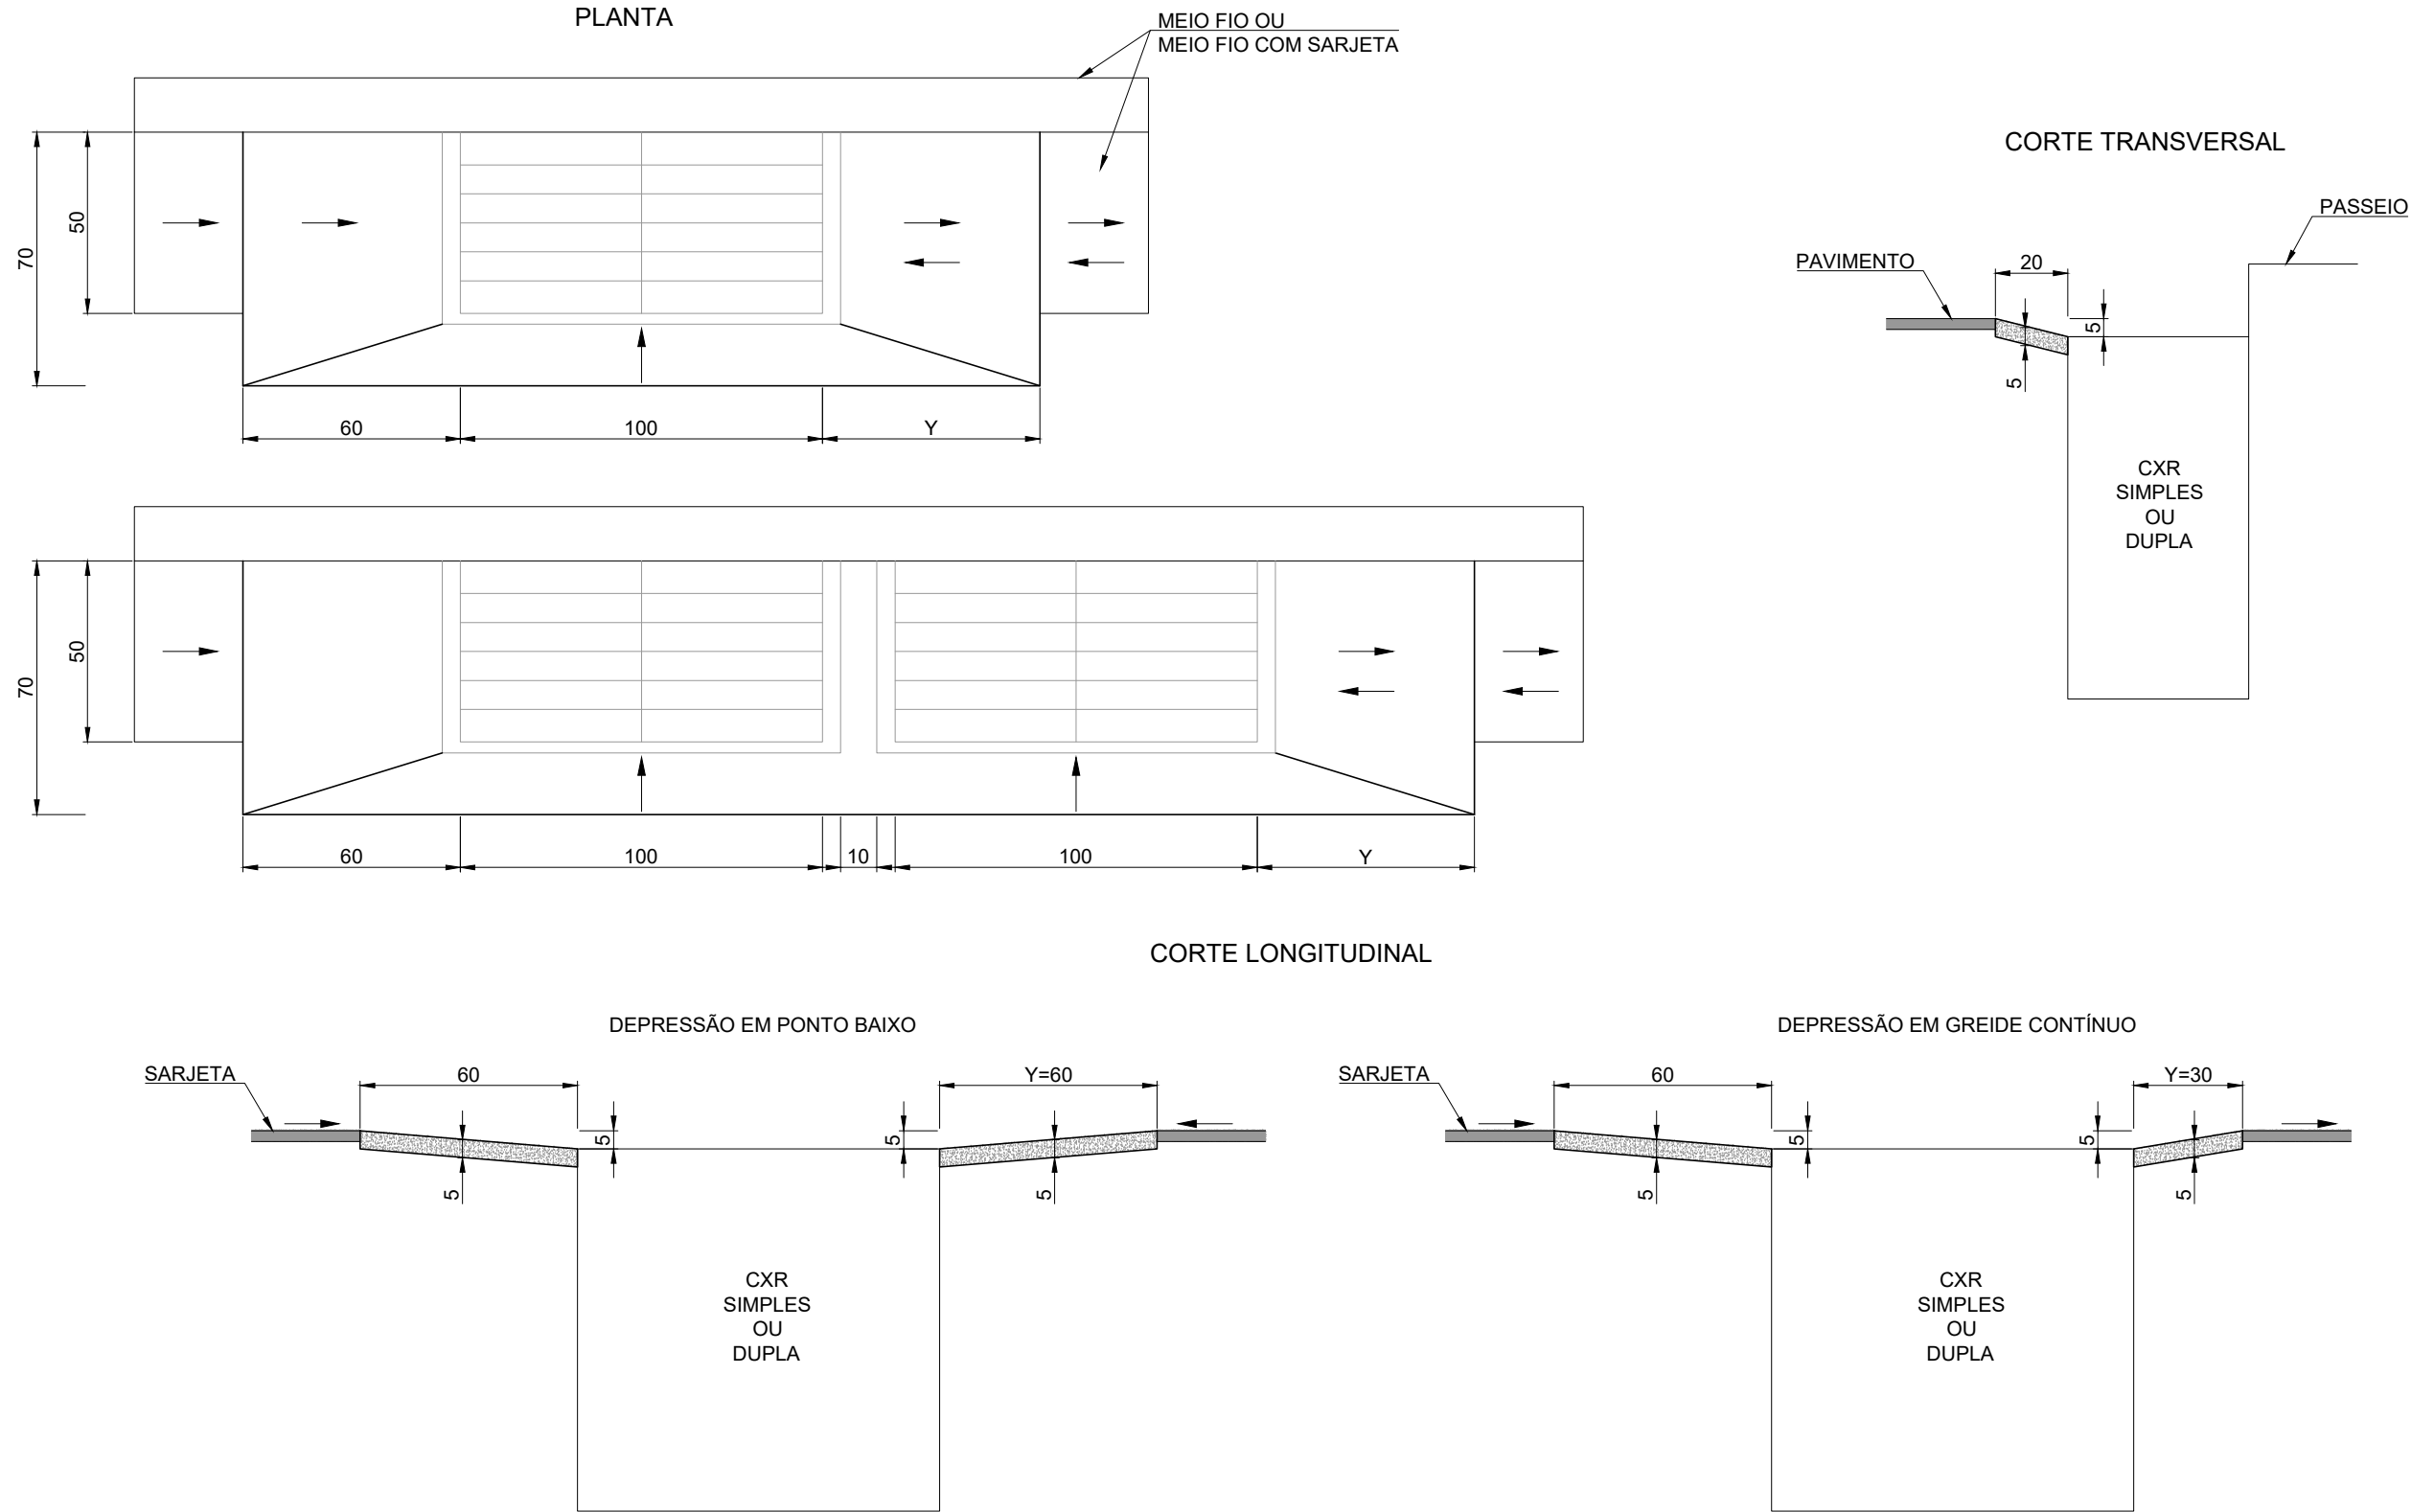 PLANTA
MEIO FIO OU
MEIO FIO COM SARJETA
50
70
60
100
Y
CORTE TRANSVERSAL
PASSEIO
PAVIMENTO
20
5
5
CXR
SIMPLES
OU
DUPLA
50
70
60
100
10
100
Y
CORTE LONGITUDINAL
DEPRESSÃO EM PONTO BAIXO
SARJETA
60
Y=60
5
5
5
5
CXR
SIMPLES
OU
DUPLA
DEPRESSÃO EM GREIDE CONTÍNUO
SARJETA
60
Y=30
5
5
5
5
CXR
SIMPLES
OU
DUPLA